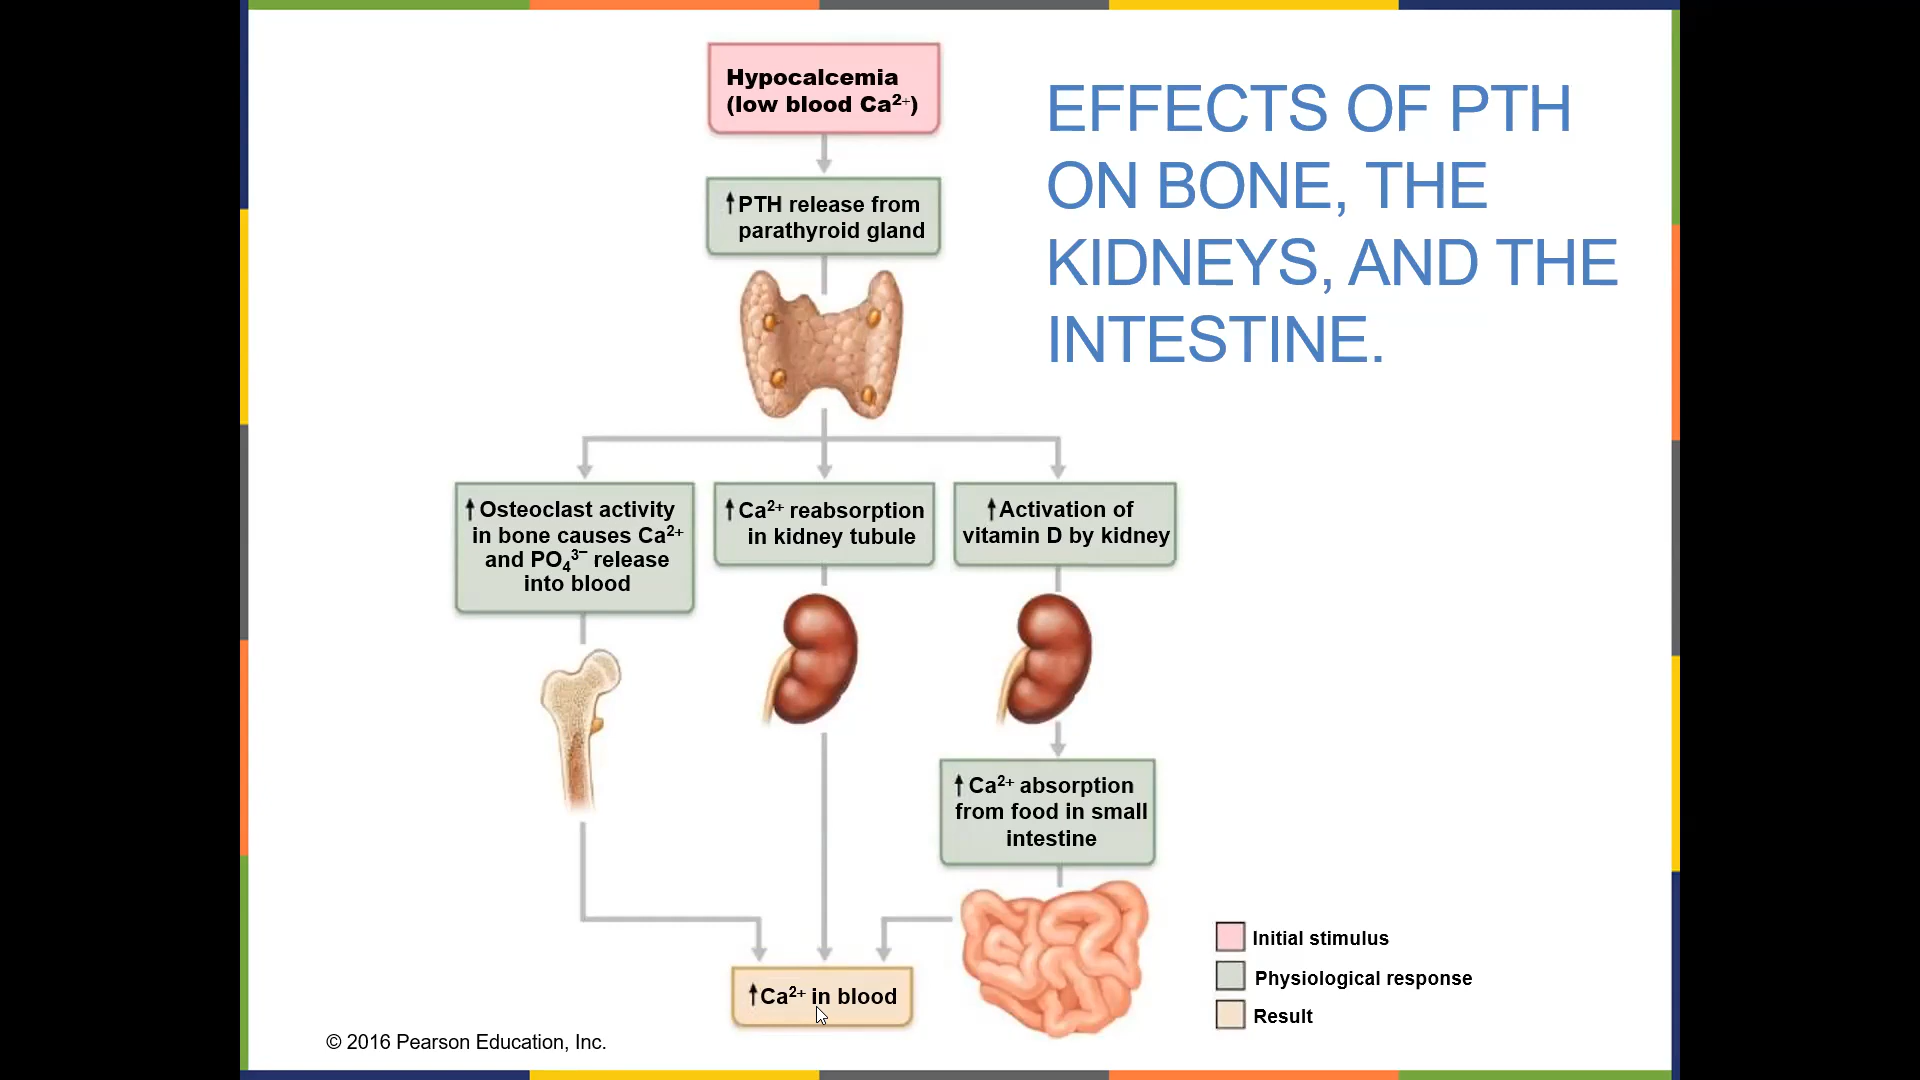 Hypocalcemia
(low blood Ca²⁺)
EFFECTS OF PTH
ON BONE, THE
KIDNEYS, AND THE
INTESTINE.
↑PTH release from
parathyroid gland
↑Osteoclast activity
in bone causes Ca²⁺
and PO₄³⁻ release
into blood
↑Ca²⁺ reabsorption
in kidney tubule
↑Activation of
vitamin D by kidney
↑Ca²⁺ absorption
from food in small
intestine
↑Ca²⁺ in blood
Initial stimulus
Physiological response
Result
© 2016 Pearson Education, Inc.